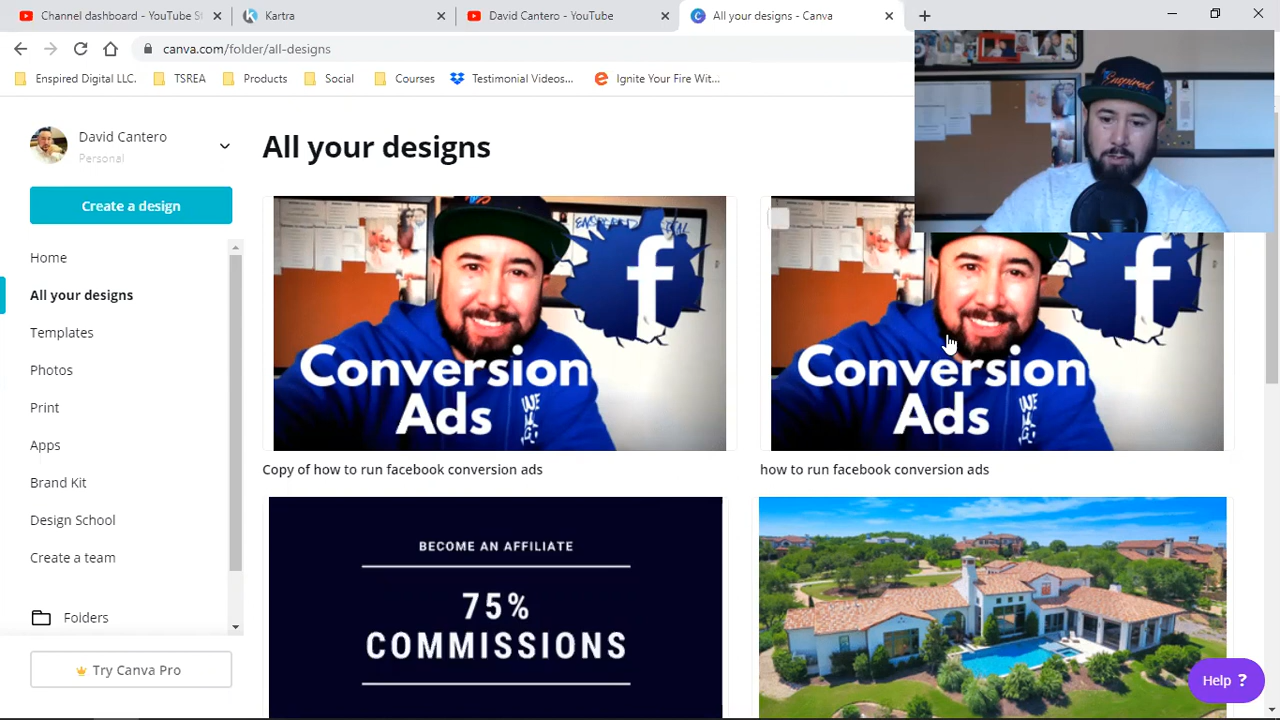 Channel dashboard - YouTube St
Kartra
David Cantero - YouTube
All your designs - Canva
canva.com/folder/all-designs
Enspired Digital LLC.
TSREA
Products
Social
Courses
Testimonial Videos...
Ignite Your Fire Wit...
David Cantero
Personal
Create a design
Home
All your designs
Templates
Photos
Print
Apps
Brand Kit
Design School
Create a team
Folders
Try Canva Pro
All your designs
Conversion
Ads
Copy of how to run facebook conversion ads
f
Conversion
Ads
how to run facebook conversion ads
f
BECOME AN AFFILIATE
75%
COMMISSIONS
Enspired
Help ?